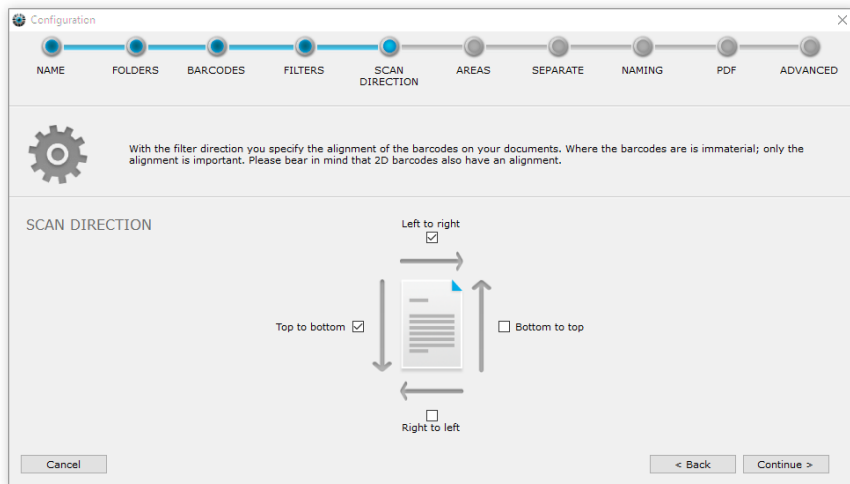 Configuration
NAME
FOLDERS
BARCODES
FILTERS
SCAN
DIRECTION
AREAS
SEPARATE
NAMING
PDF
ADVANCED
With the filter direction you specify the alignment of the barcodes on your documents. Where the barcodes are is immaterial; only the
alignment is important. Please bear in mind that 2D barcodes also have an alignment.
SCAN DIRECTION
Left to right
Top to bottom
Bottom to top
Right to left
Cancel
< Back
Continue >